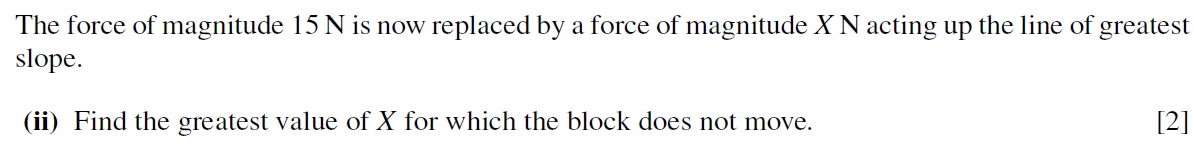 The force of magnitude 15 N is now replaced by a force of magnitude X N acting up the line of greatest
slope.
(ii) Find the greatest value of X for which the block does not move. [2]